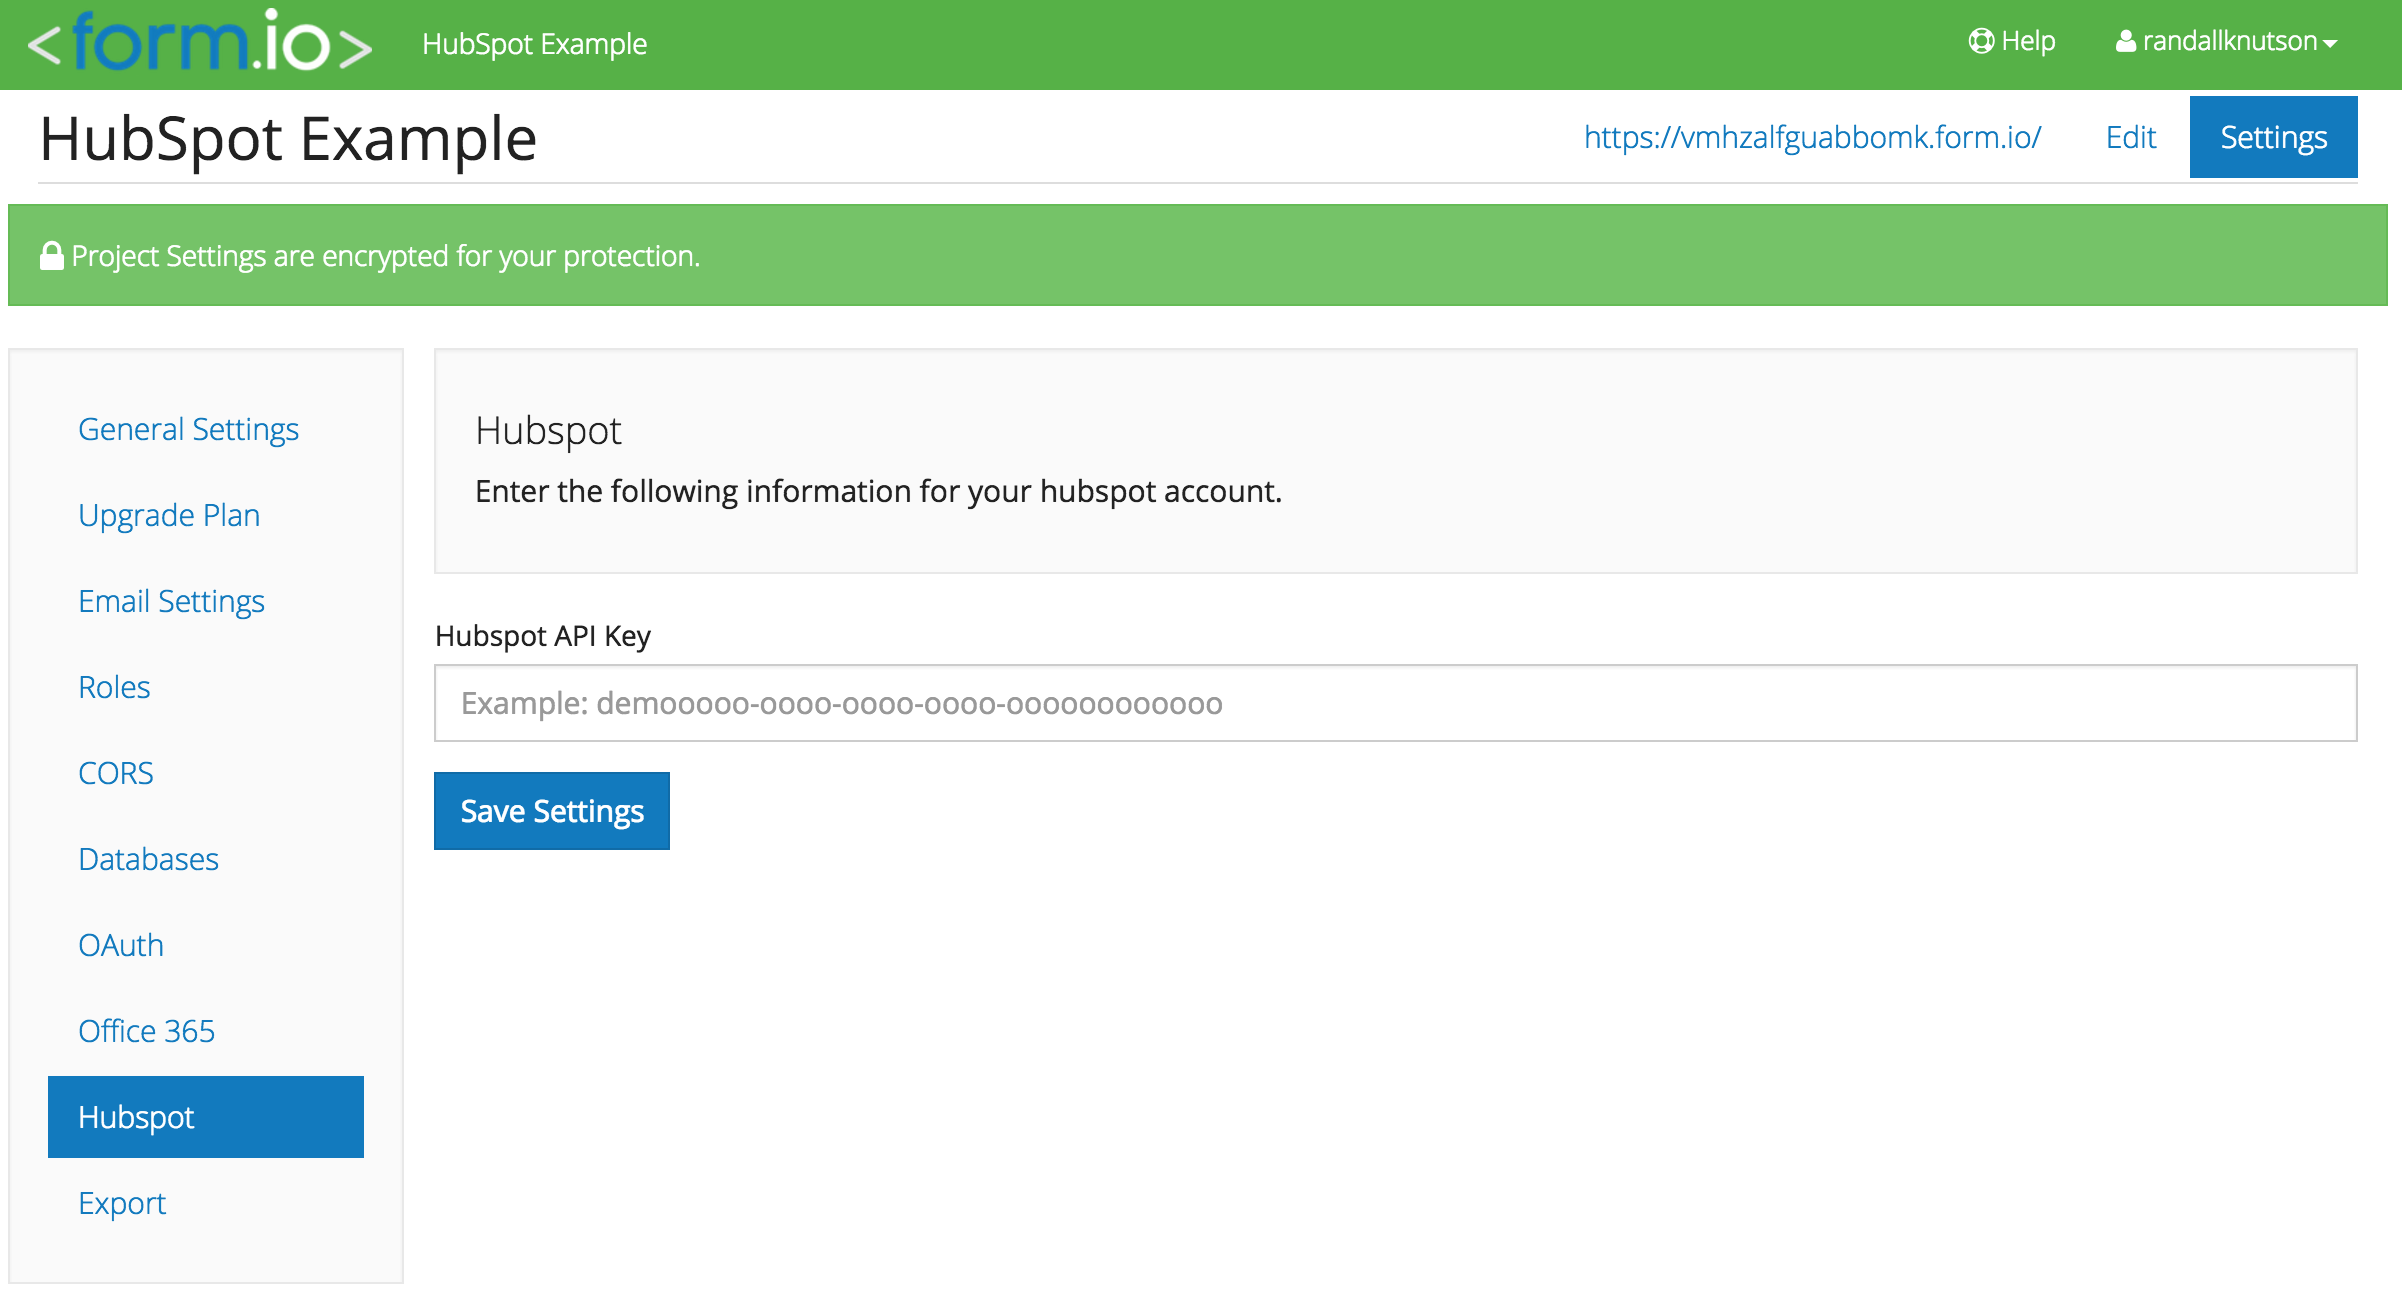 <form.io>
HubSpot Example
Help
randallknutson
HubSpot Example
https://vmhzalfguabbomk.form.io/
Edit
Settings
Project Settings are encrypted for your protection.
General Settings
Upgrade Plan
Email Settings
Roles
CORS
Databases
OAuth
Office 365
Hubspot
Export
Hubspot
Enter the following information for your hubspot account.
Hubspot API Key
Example: demooooo-oooo-oooo-oooo-oooooooooooo
Save Settings